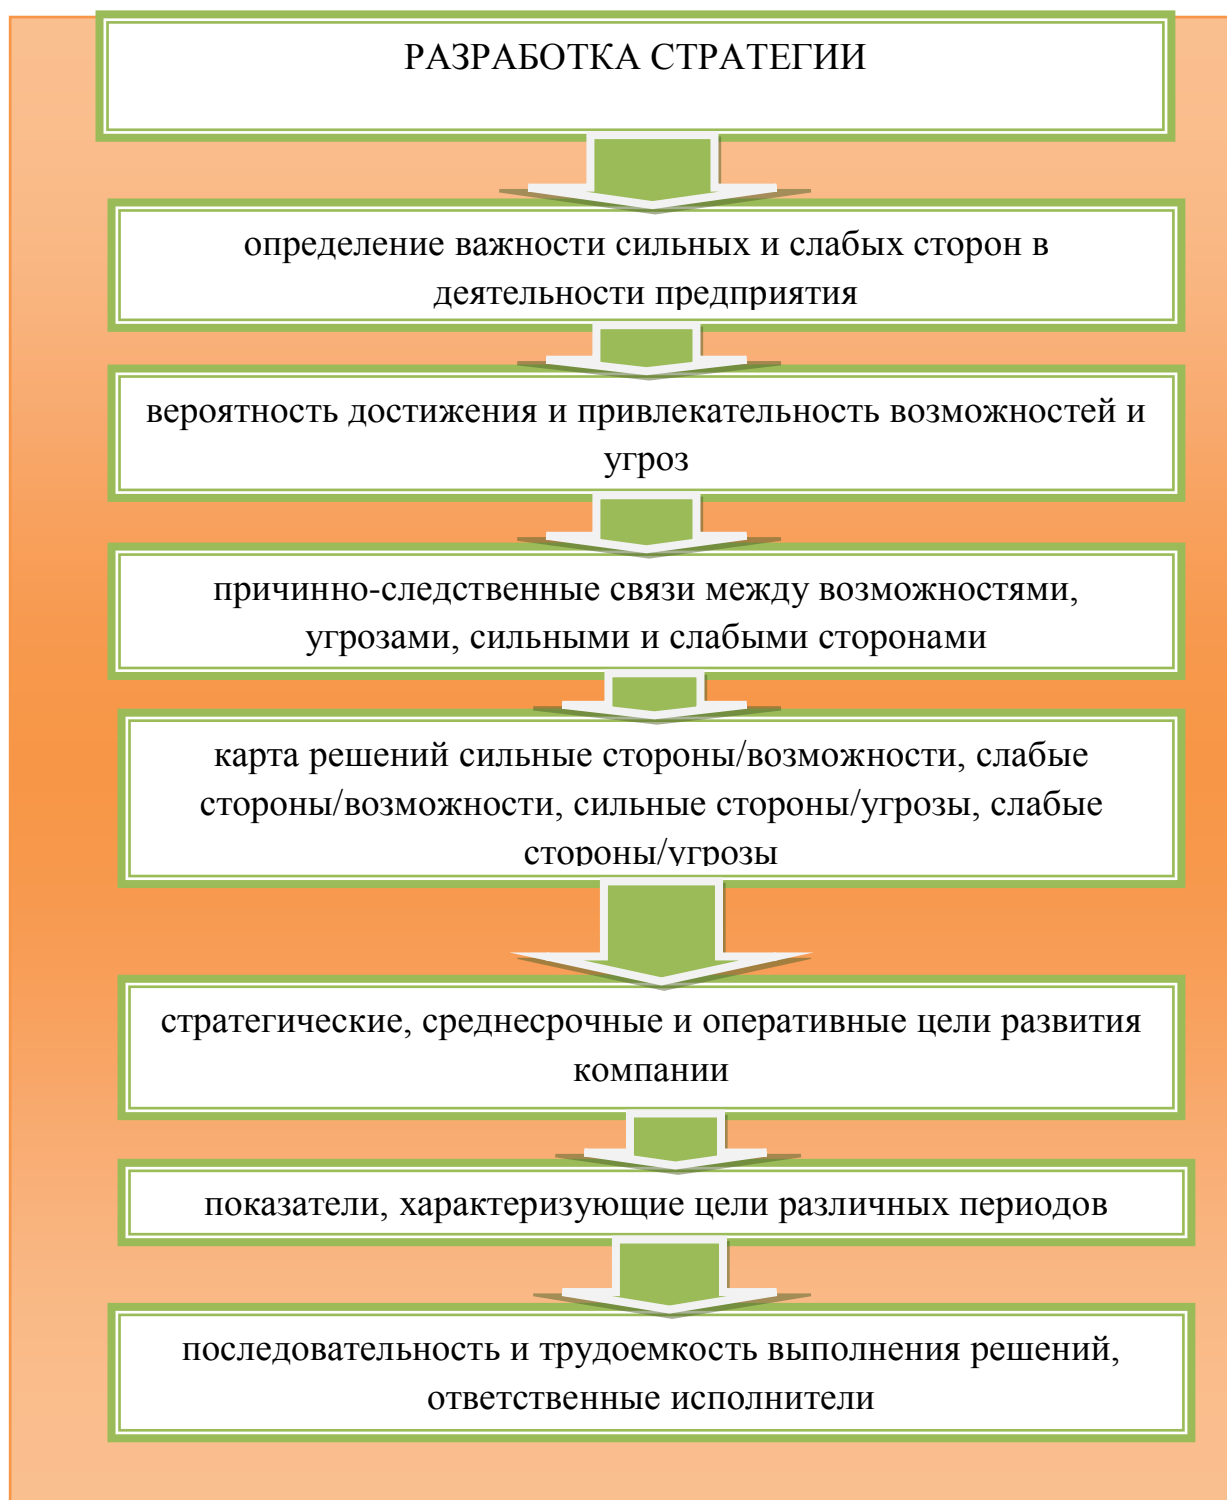 РАЗРАБОТКА СТРАТЕГИИ
определение важности сильных и слабых сторон в
деятельности предприятия
вероятность достижения и привлекательность возможностей и
угроз
причинно-следственные связи между возможностями,
угрозами, сильными и слабыми сторонами
карта решений сильные стороны/возможности, слабые
стороны/возможности, сильные стороны/угрозы, слабые
стороны/угрозы
стратегические, среднесрочные и оперативные цели развития
компании
показатели, характеризующие цели различных периодов
последовательность и трудоемкость выполнения решений,
ответственные исполнители